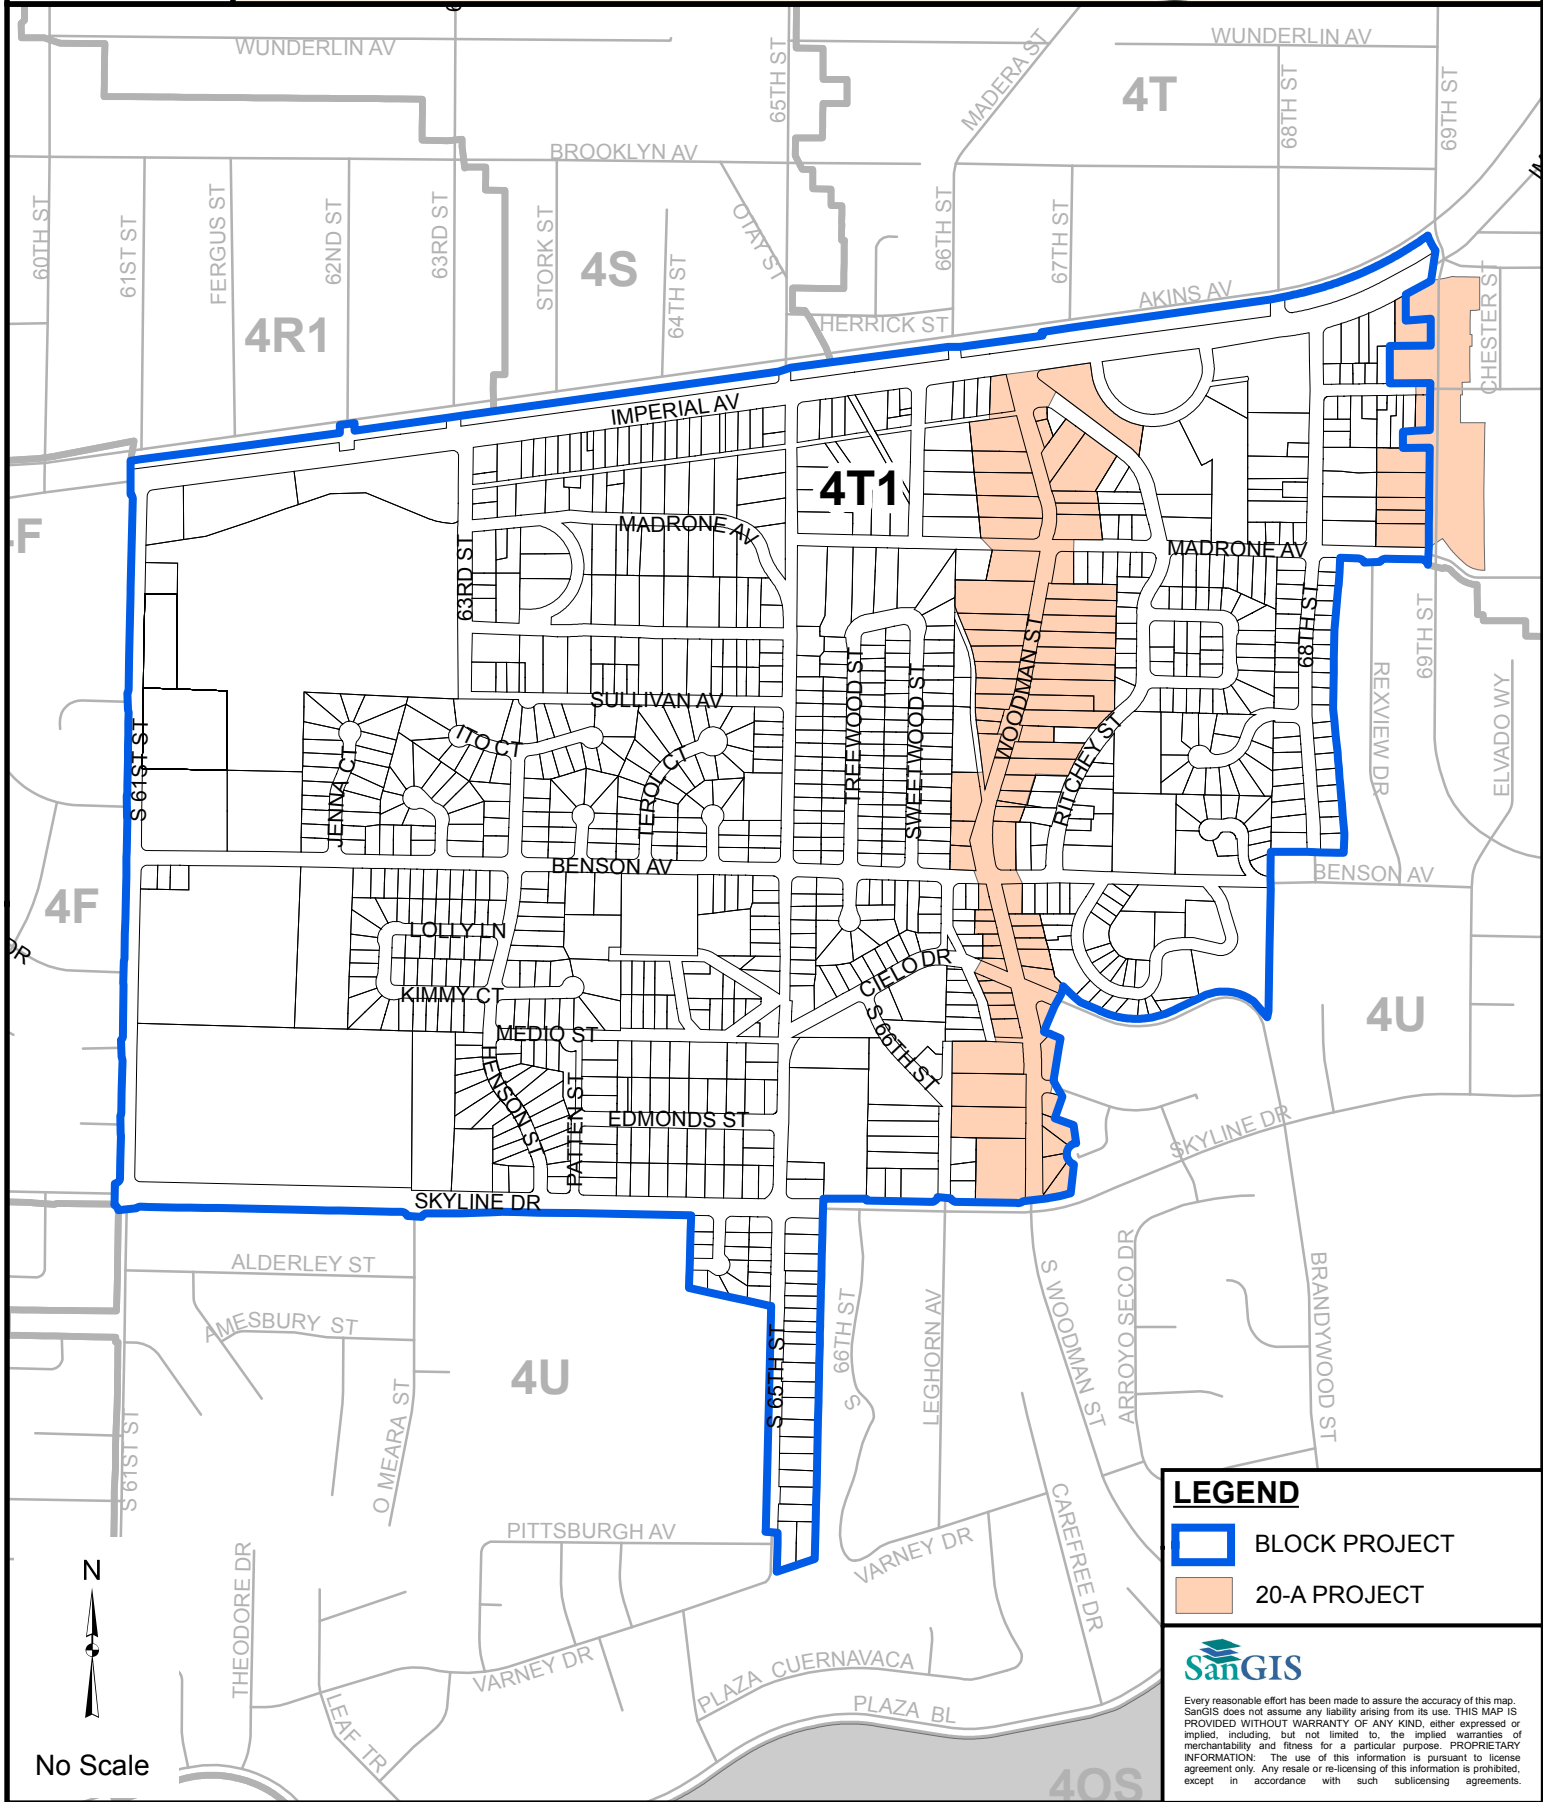 WUNDERLIN AV
WUNDERLIN AV
65TH ST
MADERA ST
4T
68TH ST
69TH ST
BROOKLYN AV
60TH ST
61ST ST
FERGUS ST
62ND ST
63RD ST
STORK ST
4S
64TH ST
OTAY ST
66TH ST
67TH ST
AKINS AV
HERRICK ST
CHESTER ST
4R1
IMPERIAL AV
4T1
MADRONE AV
MADRONE AV
63RD ST
68TH ST
69TH ST
REXVIEW DR
ELVADO WY
WOODMAN ST
TREEWOOD ST
SWEETWOOD ST
RITCHEY ST
SULLIVAN AV
ITO CT
TEROL CT
JENNA CT
S 61ST ST
BENSON AV
BENSON AV
4F
LOLLY LN
KIMMY CT
CIELO DR
S 66TH ST
MEDIO ST
HENSON ST
PATTEN ST
EDMONDS ST
4U
SKYLINE DR
SKYLINE DR
ALDERLEY ST
AMESBURY ST
O MEARA ST
S 61ST ST
4U
S 65TH ST
S 66TH ST
LEGHORN AV
S WOODMAN ST
ARROYO SECO DR
BRANDYWOOD ST
CAREFREE DR
PITTSBURGH AV
VARNEY DR
VARNEY DR
THEODORE DR
LEAF TR
PLAZA CUERNAVACA
PLAZA BL
4OS
N
No Scale
LEGEND
BLOCK PROJECT
20-A PROJECT
SanGIS
Every reasonable effort has been made to assure the accuracy of this map.
SanGIS does not assume any liability arising from its use. THIS MAP IS
PROVIDED WITHOUT WARRANTY OF ANY KIND, either expressed or
implied, including, but not limited to, the implied warranties of
merchantability and fitness for a particular purpose. PROPRIETARY
INFORMATION: The use of this information is pursuant to license
agreement only. Any resale or re-licensing of this information is prohibited,
except in accordance with such sublicensing agreements.